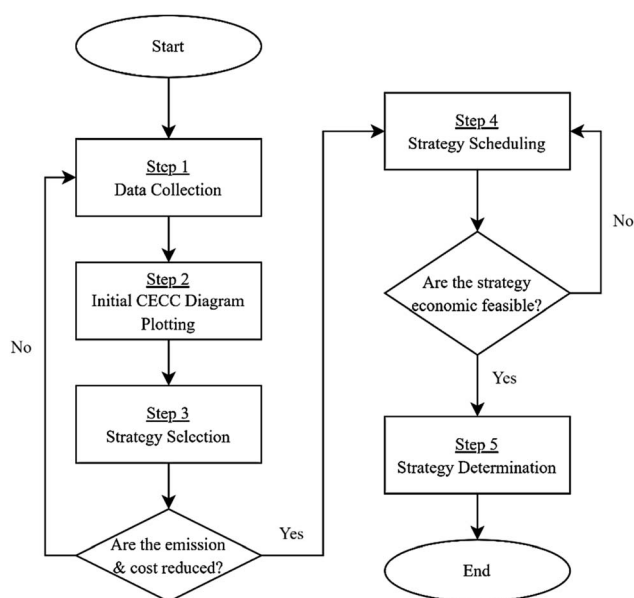 Start
Step 1
Data Collection
Step 2
Initial CECC Diagram
Plotting
No
Step 3
Strategy Selection
Are the emission
& cost reduced?
Yes
Step 4
Strategy Scheduling
No
Are the strategy
economic feasible?
Yes
Step 5
Strategy Determination
End